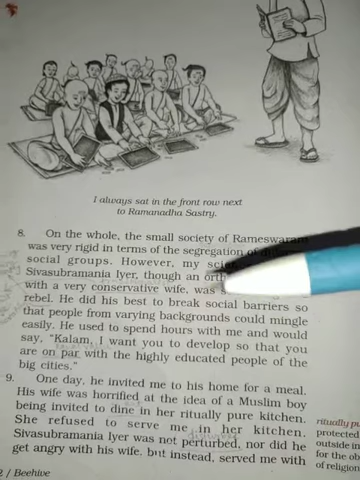 I always sat in the front row next
to Ramanadha Sastry.
8. On the whole, the small society of Rameswaram
was very rigid in terms of the segregation of
social groups. However, my
Sivasubramania Iyer, though an
with a very conservative wife, was
rebel. He did his best to break social barriers so
that people from varying backgrounds could mingle
easily. He used to spend hours with me and would
say, "Kalam, I want you to develop so that you
are on par with the highly educated people of the
big cities."
9. One day, he invited me to his home for a meal.
His wife was horrified at the idea of a Muslim boy
being invited to dine in her ritually pure kitchen.
She refused to serve me in her kitchen.
Sivasubramania Iyer was not perturbed, nor did he
get angry with his wife, but instead, served me with
ritually pu
protected
outside in
for the ob
of religion
2 / Beehive